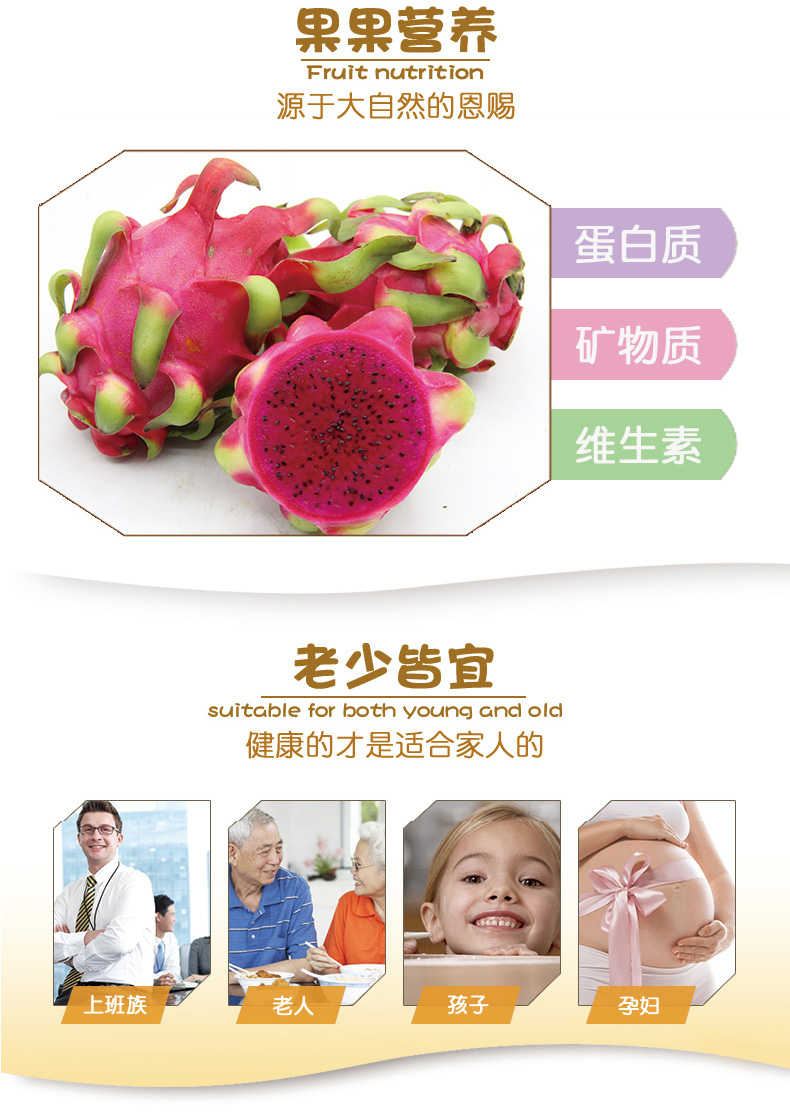 果果营养
Fruit nutrition
源于大自然的恩赐
蛋白质
矿物质
维生素
老少皆宜
suitable for both young and old
健康的才是适合家人的
上班族
老人
孩子
孕妇